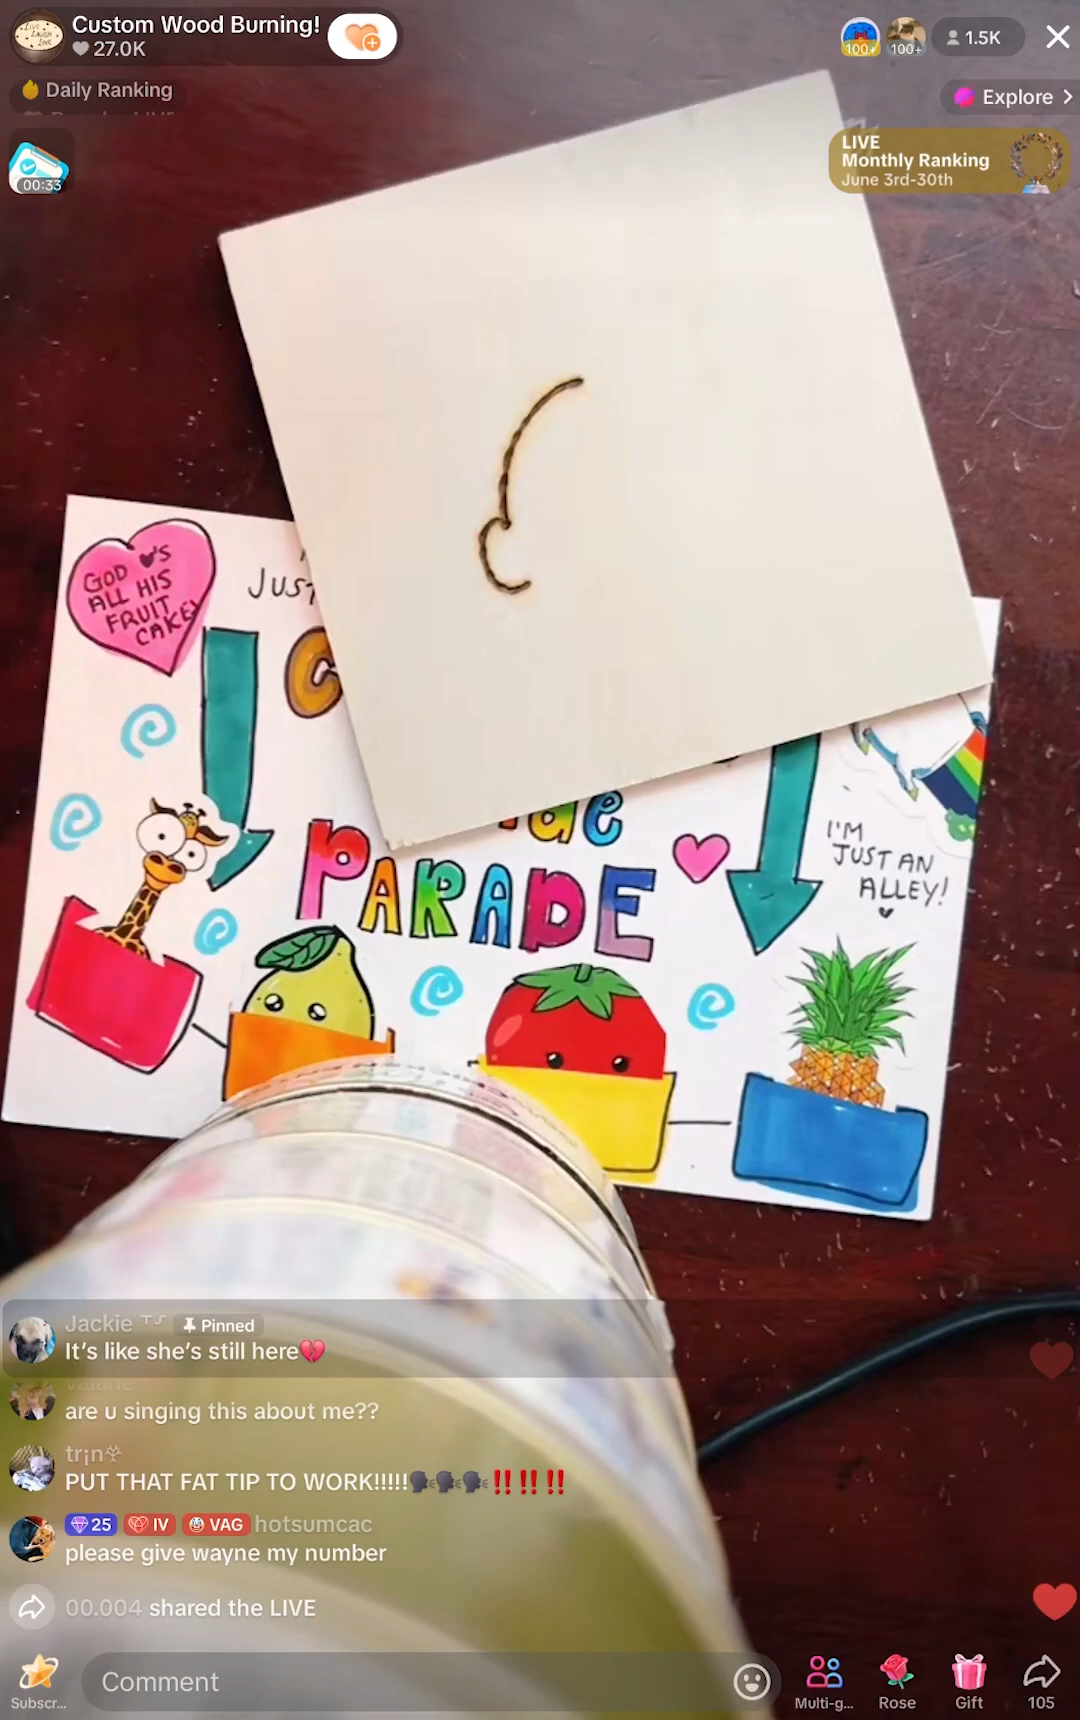 Custom Wood Burning!
27.0K
100+
100+
1.5K
Daily Ranking
Explore >
LIVE
Monthly Ranking
June 3rd-30th
00:33
GOD ♥'S
ALL HIS
FRUIT
CAKE
JUST
C
PARADE
I'M
JUST AN
ALLEY!
Jackie
Pinned
It's like she's still here💔
valarie
are u singing this about me??
tr¡n
PUT THAT FAT TIP TO WORK!!!!!🗣🗣🗣‼️‼️‼️
25 IV VAG hotsumcac
please give wayne my number
00.004 shared the LIVE
Subscr...
Comment
Multi-g...
Rose
Gift
105